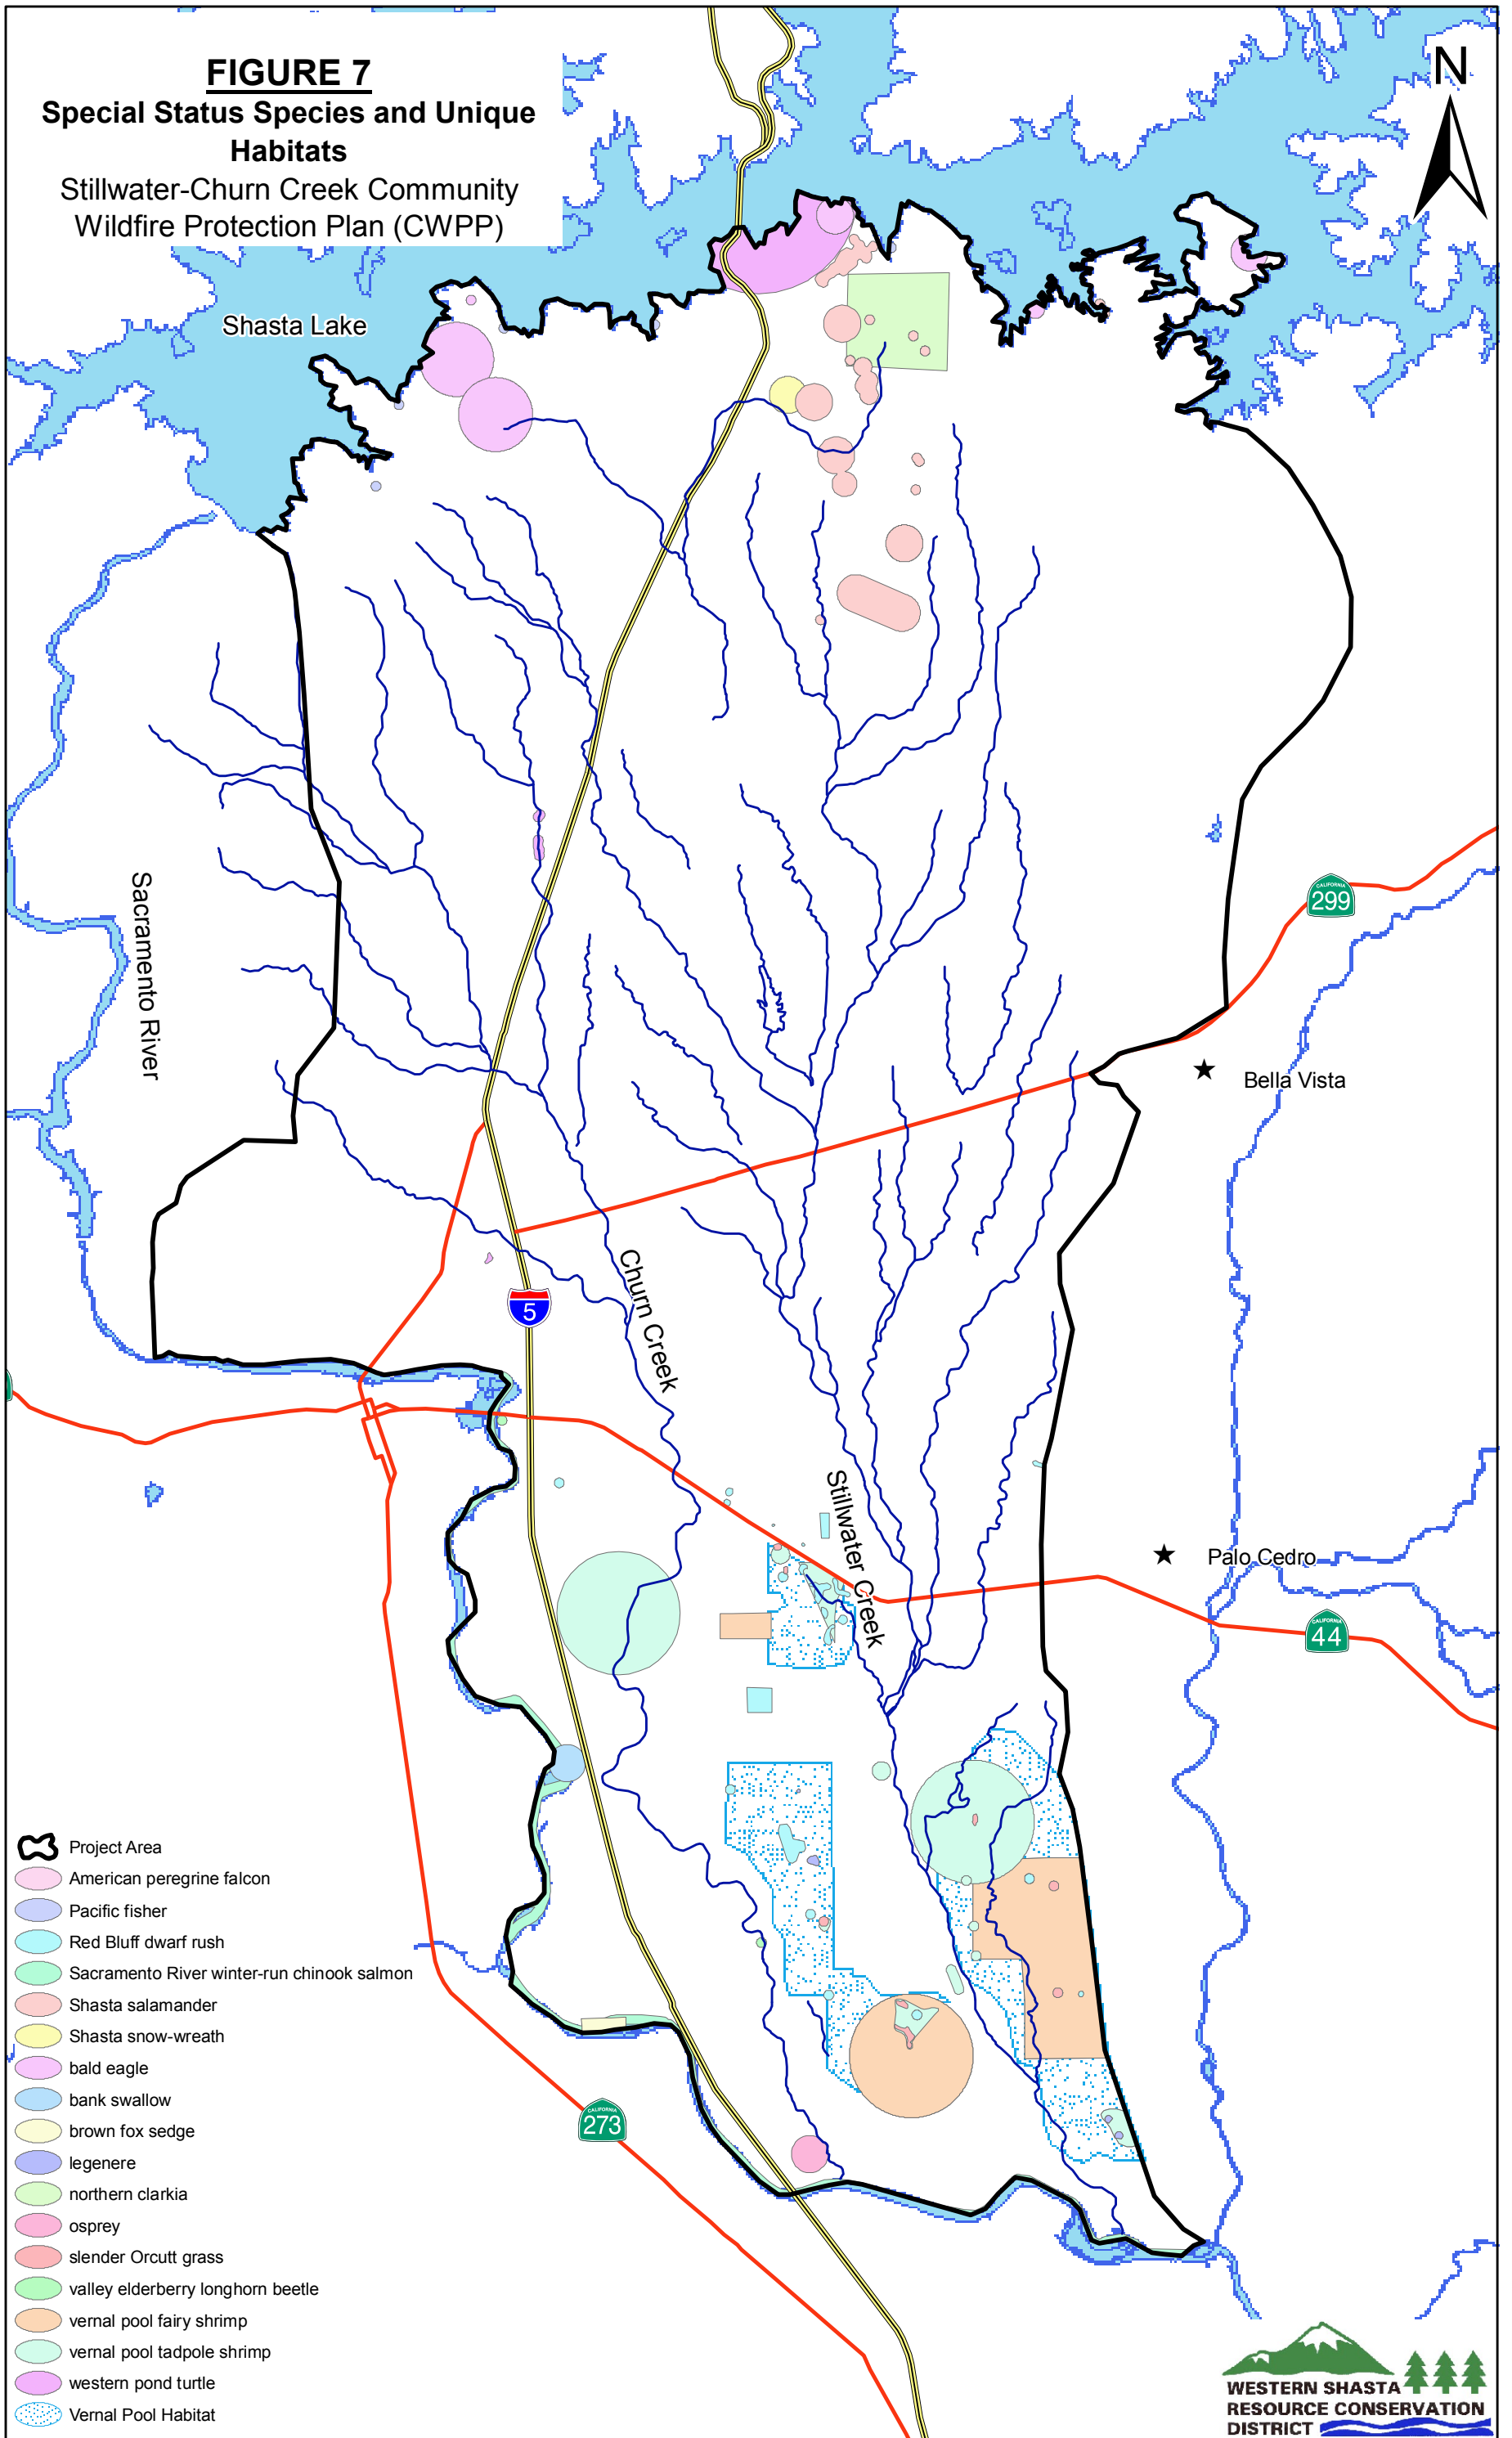 FIGURE 7
Special Status Species and Unique
Habitats
Stillwater-Churn Creek Community
Wildfire Protection Plan (CWPP)
N
Shasta Lake
Sacramento River
CALIFORNIA
299
Bella Vista
Churn Creek
5
Stillwater Creek
Palo Cedro
CALIFORNIA
44
CALIFORNIA
273
Project Area
American peregrine falcon
Pacific fisher
Red Bluff dwarf rush
Sacramento River winter-run chinook salmon
Shasta salamander
Shasta snow-wreath
bald eagle
bank swallow
brown fox sedge
legenere
northern clarkia
osprey
slender Orcutt grass
valley elderberry longhorn beetle
vernal pool fairy shrimp
vernal pool tadpole shrimp
western pond turtle
Vernal Pool Habitat
WESTERN SHASTA
RESOURCE CONSERVATION
DISTRICT